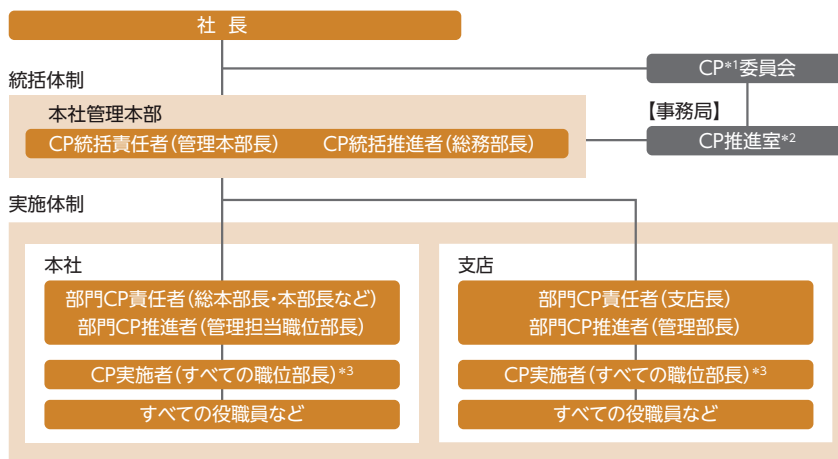 社 長
CP*1委員会
統括体制
本社管理本部
【事務局】
CP統括責任者(管理本部長) CP統括推進者(総務部長)
CP推進室*2
実施体制
本社
部門CP責任者(総本部長・本部長など)
部門CP推進者(管理担当職位部長)
CP実施者(すべての職位部長)*3
すべての役職員など
支店
部門CP責任者(支店長)
部門CP推進者(管理部長)
CP実施者(すべての職位部長)*3
すべての役職員など